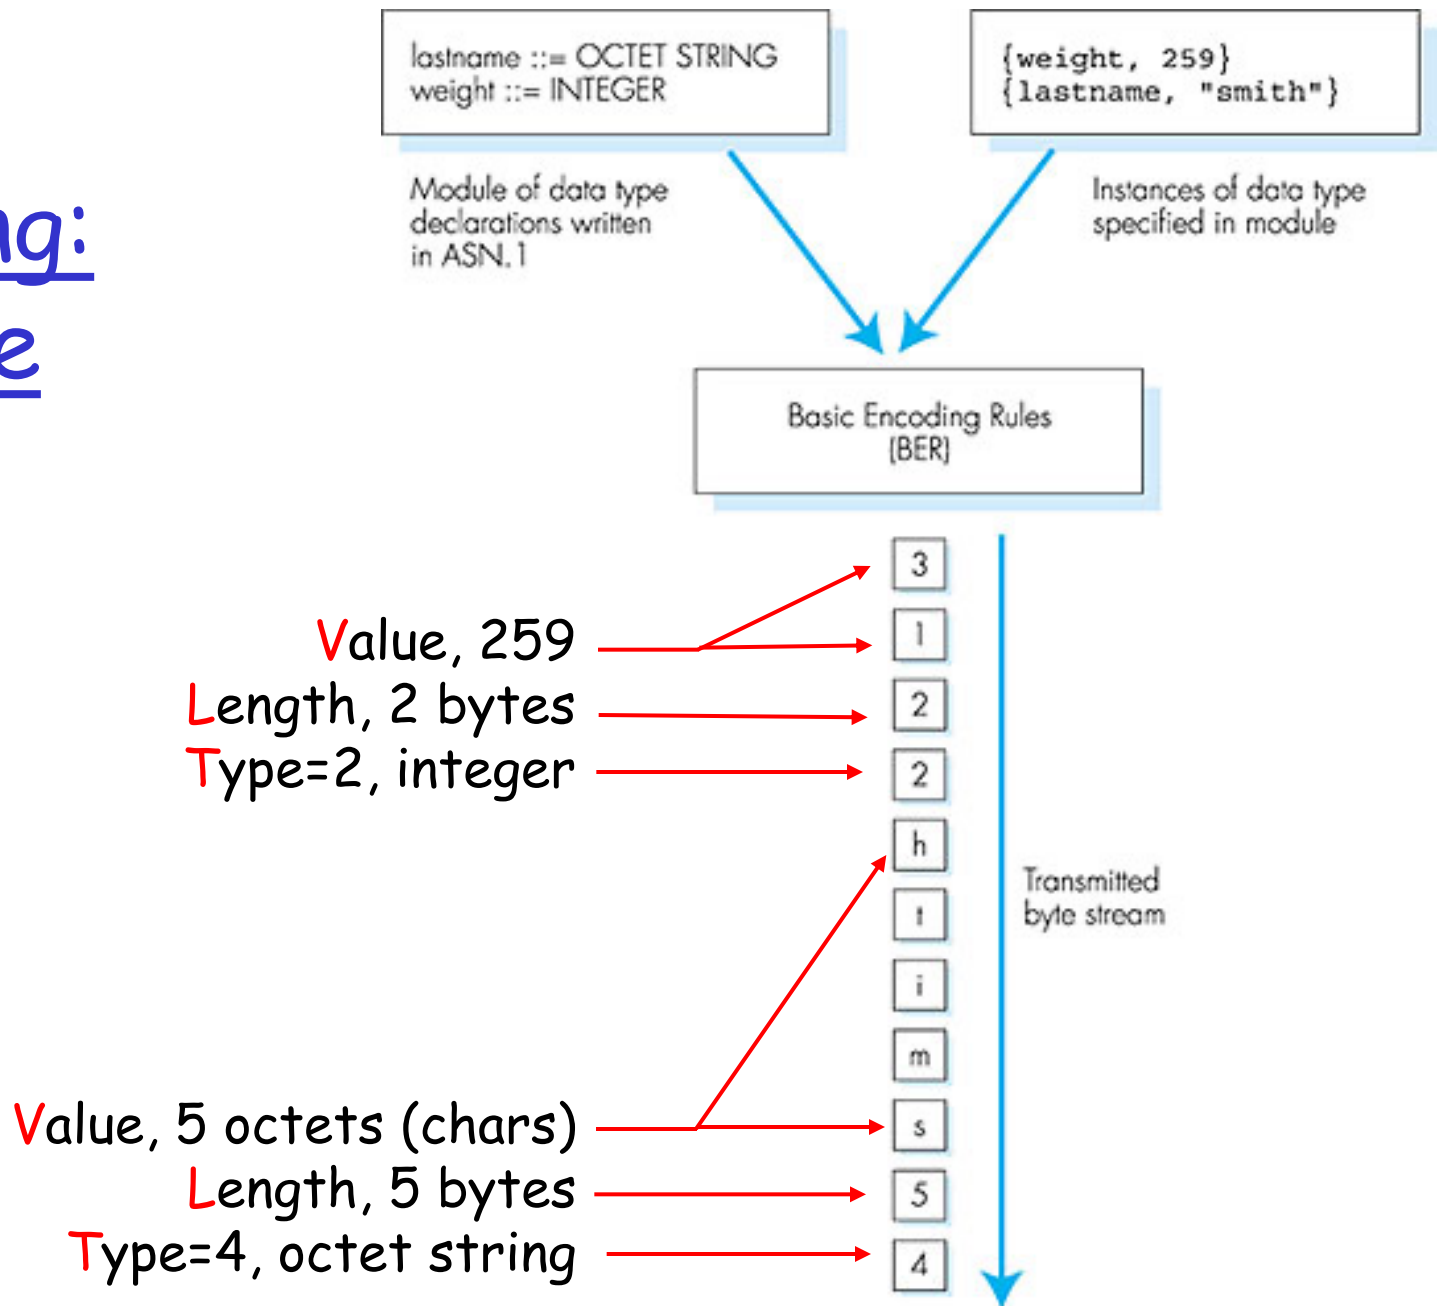 ng:
e
lastname ::= OCTET STRING
weight ::= INTEGER
{weight, 259}
{lastname, "smith"}
Module of data type
declarations written
in ASN.1
Instances of data type
specified in module
Basic Encoding Rules
(BER)
3
1
2
2
h
t
i
m
s
5
4
Value, 259
Length, 2 bytes
Type=2, integer
Transmitted
byte stream
Value, 5 octets (chars)
Length, 5 bytes
Type=4, octet string